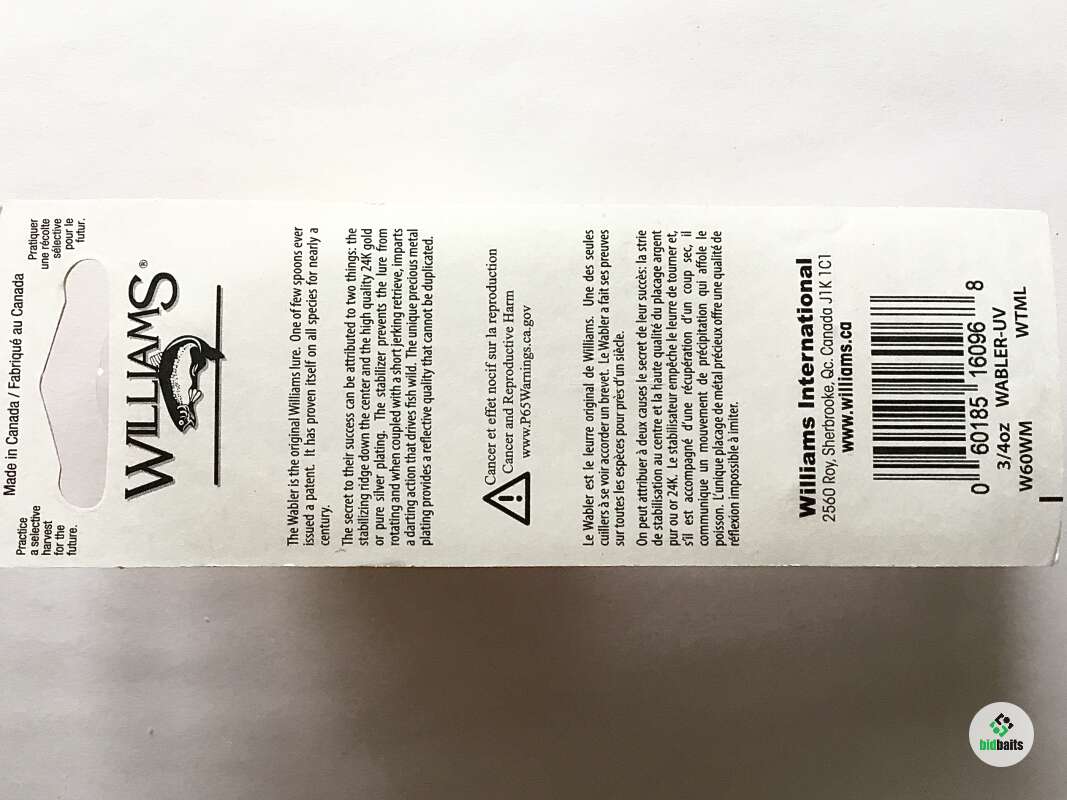 Made in Canada / Fabriqué au Canada
Practice
a selective
harvest
for the
future.
Pratiquer
une récolte
sélective
pour le
futur.
WILLIAMS®
The Wabler is the original Williams lure. One of few spoons ever
issued a patent. It has proven itself on all species for nearly a
century.
The secret to their success can be attributed to two things: the
stabilizing ridge down the center and the high quality 24K gold
or pure silver plating. The stabilizer prevents the lure from
rotating and when coupled with a short jerking retrieve, imparts
a darting action that drives fish wild. The unique precious metal
plating provides a reflective quality that cannot be duplicated.
Cancer et effet nocif sur la reproduction
Cancer and Reproductive Harm
www.P65Warnings.ca.gov
Le Wabler est le leurre original de Williams. Une des seules
cuillers à se voir accorder un brevet. Le Wabler a fait ses preuves
sur toutes les espèces pour près d'un siècle.
On peut attribuer à deux causes le secret de leur succès: la strie
de stabilisation au centre et la haute qualité du placage argent
pur ou or 24K. Le stabilisateur empêche le leurre de tourner et,
s'il est accompagné d'une récupération d'un coup sec, il
communique un mouvement de précipitation qui affole le
poisson. L'unique placage de métal précieux offre une qualité de
réflexion impossible à imiter.
Williams International
2560 Roy, Sherbrooke, Qc. Canada J1K 1C1
www.williams.ca
0 60185 16096 8
3/4oz WABLER-UV
W60WM WTML
bidbaits